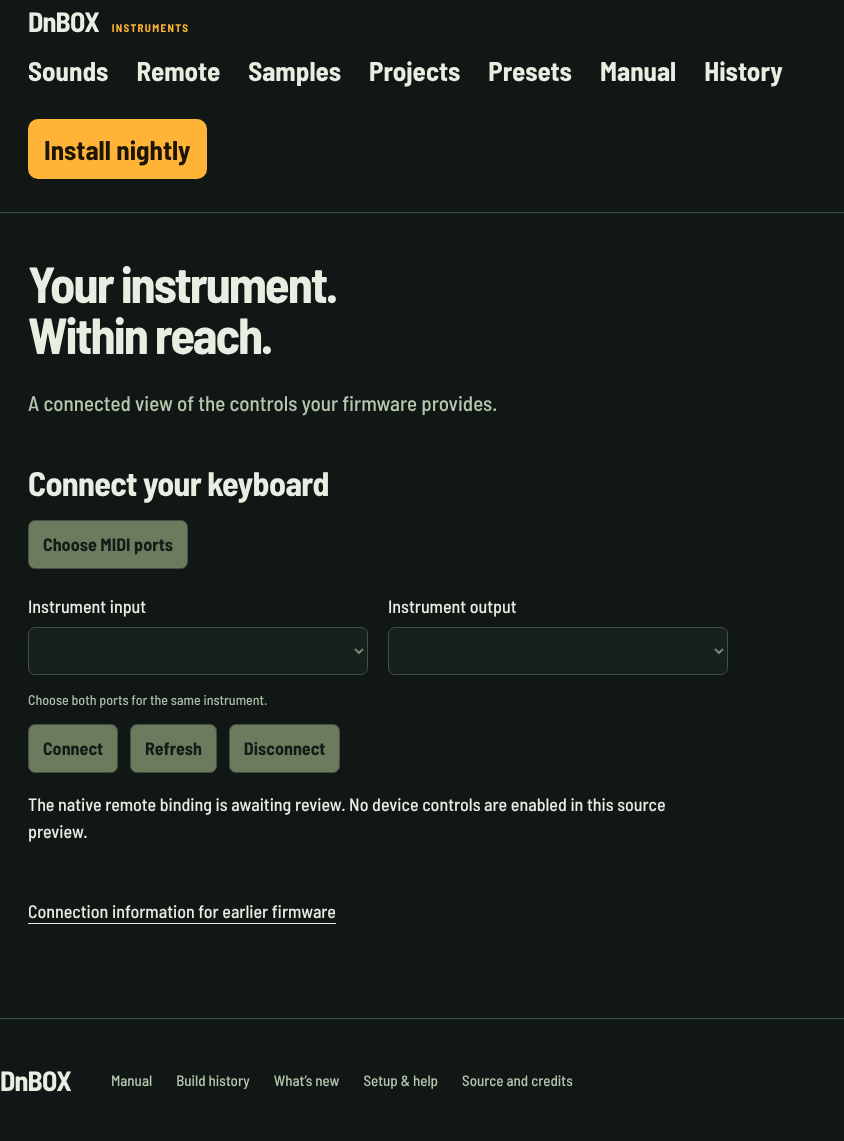 DnBOX INSTRUMENTS
Sounds Remote Samples Projects Presets Manual History
Install nightly
Your instrument.
Within reach.
A connected view of the controls your firmware provides.
Connect your keyboard
Choose MIDI ports
Instrument input Instrument output
Choose both ports for the same instrument.
Connect Refresh Disconnect
The native remote binding is awaiting review. No device controls are enabled in this source
preview.
Connection information for earlier firmware
DnBOX Manual Build history What’s new Setup & help Source and credits